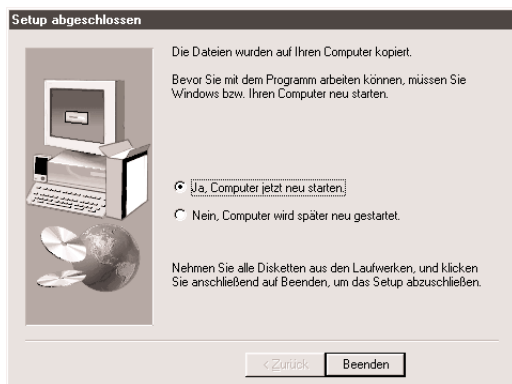 Setup abgeschlossen
Die Dateien wurden auf Ihren Computer kopiert.
Bevor Sie mit dem Programm arbeiten können, müssen Sie
Windows bzw. Ihren Computer neu starten.
Ja, Computer jetzt neu starten.
Nein, Computer wird später neu gestartet.
Nehmen Sie alle Disketten aus den Laufwerken, und klicken
Sie anschließend auf Beenden, um das Setup abzuschließen.
< Zurück Beenden